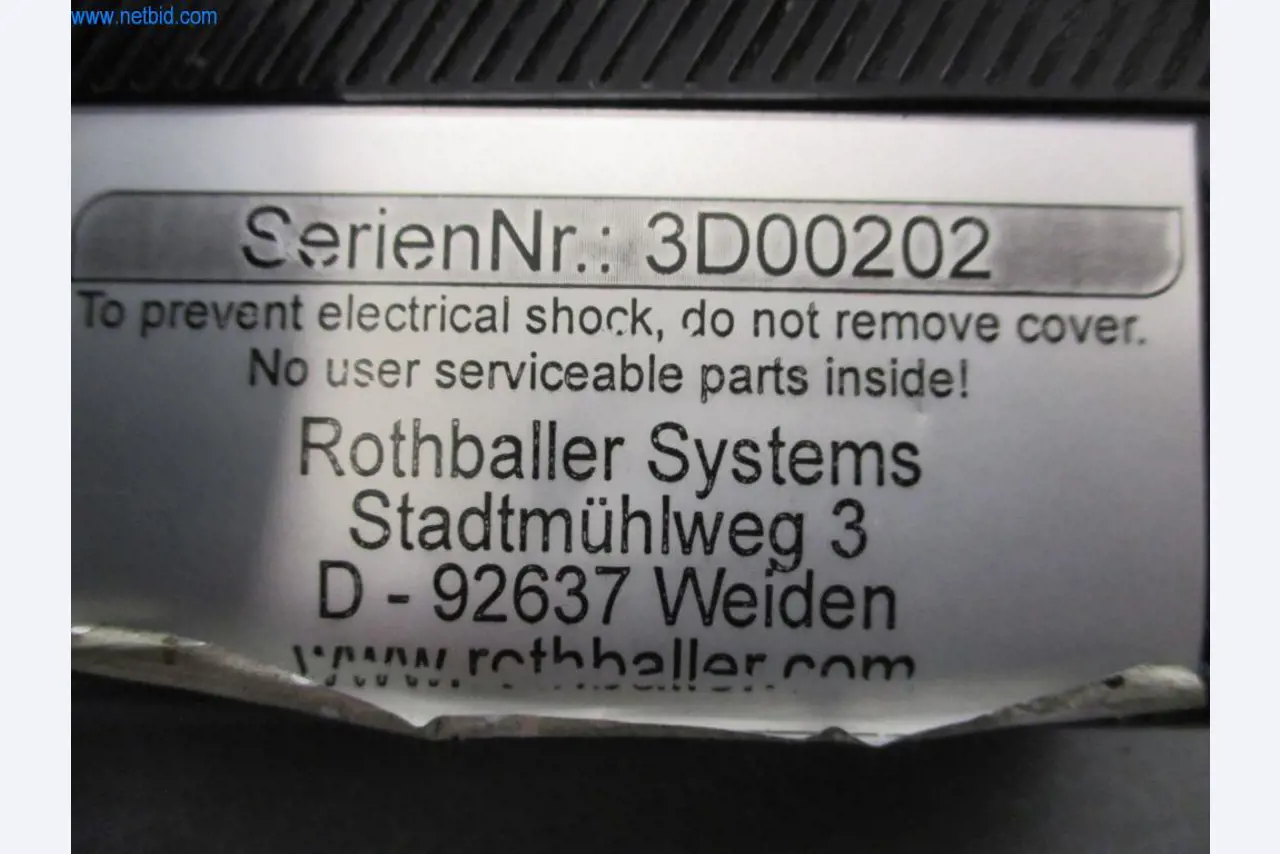 www.netbid.com
SerienNr.: 3D00202
To prevent electrical shock, do not remove cover.
No user serviceable parts inside!
Rothballer Systems
Stadtmühlweg 3
D - 92637 Weiden
www.rothballer.com